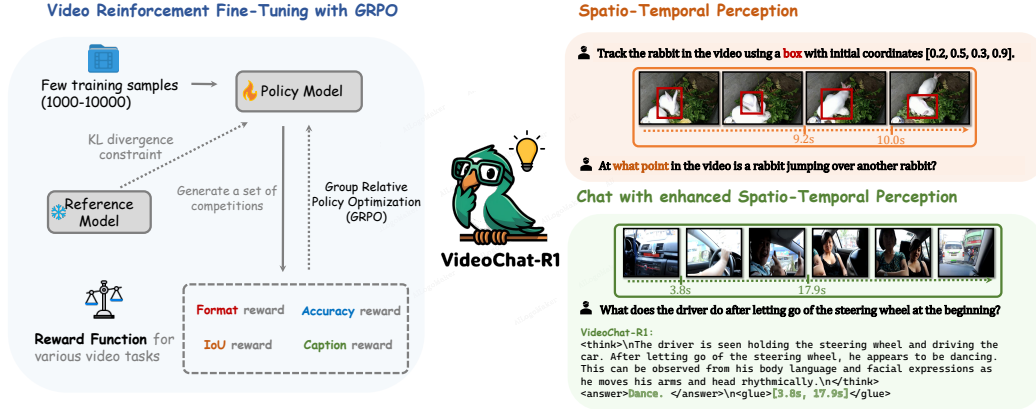 Video Reinforcement Fine-Tuning with GRPO
Few training samples
(1000-10000)
Policy Model
KL divergence
constraint
Generate a set of
competitions
Group Relative
Policy Optimization
(GRPO)
Reference
Model
Reward Function for
various video tasks
Format reward
Accuracy reward
IoU reward
Caption reward
VideoChat-R1
Spatio-Temporal Perception
Track the rabbit in the video using a box with initial coordinates [0.2, 0.5, 0.3, 0.9].
9.2s
10.0s
At what point in the video is a rabbit jumping over another rabbit?
Chat with enhanced Spatio-Temporal Perception
3.8s
17.9s
What does the driver do after letting go of the steering wheel at the beginning?
VideoChat-R1:
<think>\nThe driver is seen holding the steering wheel and driving the
car. After letting go of the steering wheel, he appears to be dancing.
This can be observed from his body language and facial expressions as
he moves his arms and head rhythmically.\n</think>
<answer>Dance. </answer>\n<glue>[3.8s, 17.9s]</glue>